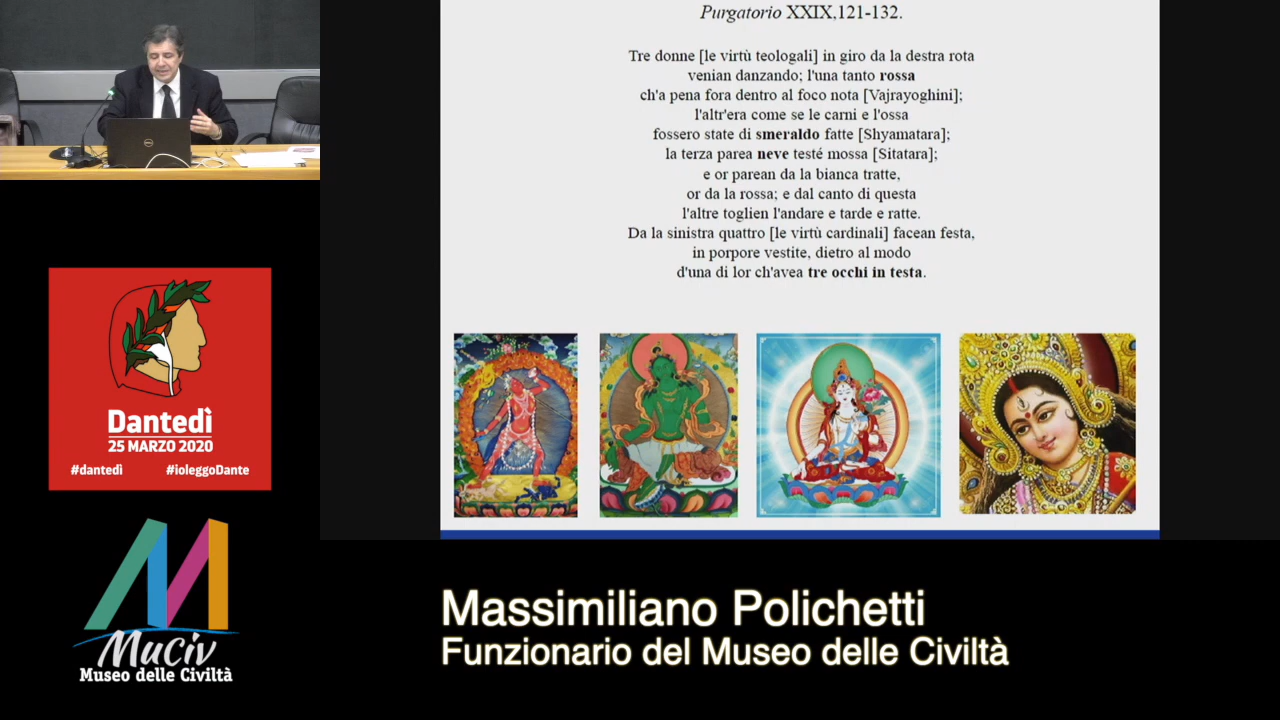 Purgatorio XXIX,121-132.
Tre donne [le virtù teologali] in giro da la destra rota
venian danzando; l'una tanto rossa
ch'a pena fora dentro al foco nota [Vajrayoghini];
l'altr'era come se le carni e l'ossa
fossero state di smeraldo fatte [Shyamatara];
la terza parea neve testé mossa [Sitatara];
e or parean da la bianca tratte,
or da la rossa; e dal canto di questa
l'altre toglien l'andare e tarde e ratte.
Da la sinistra quattro [le virtù cardinali] facean festa,
in porpore vestite, dietro al modo
d'una di lor ch'avea tre occhi in testa.
Dantedì
25 MARZO 2020
#dantedì #ioleggoDante
MuCiv
Museo delle Civiltà
Massimiliano Polichetti
Funzionario del Museo delle Civiltà